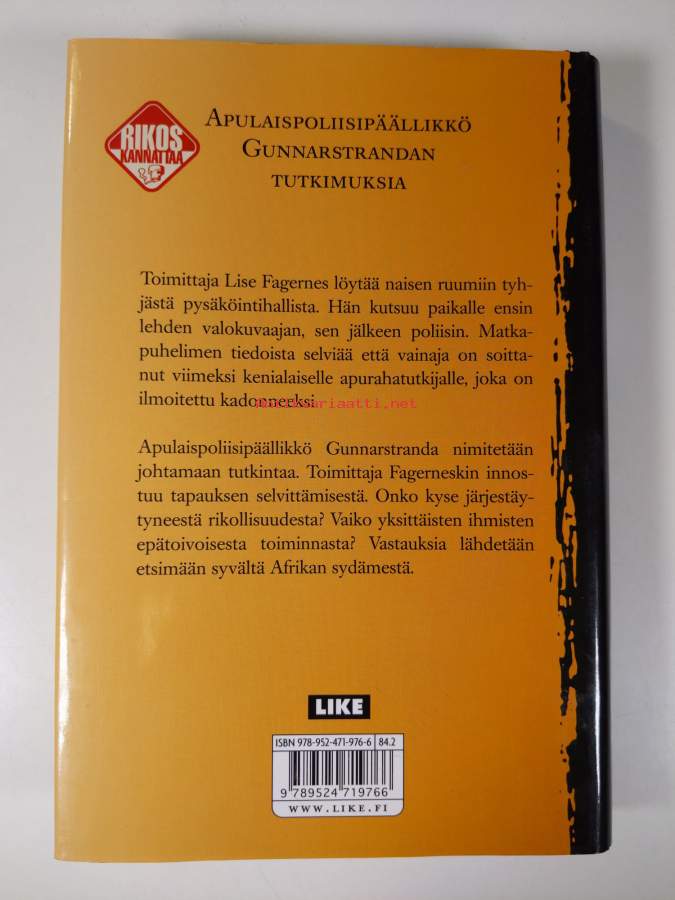 RIKOS
KANNATTAA
APULAISPOLIISIPÄÄLLIKKÖ
GUNNARSTRANDAN
TUTKIMUKSIA
Toimittaja Lise Fagernes löytää naisen ruumiin tyh-
jästä pysäköintihallista. Hän kutsuu paikalle ensin
lehden valokuvaajan, sen jälkeen poliisin. Matka-
puhelimen tiedoista selviää että vainaja on soitta-
nut viimeksi kenialaiselle apurahatutkijalle, joka on
ilmoitettu kadonneeksi.
Antikvariaatti.net
Apulaispoliisipäällikkö Gunnarstranda nimitetään
johtamaan tutkintaa. Toimittaja Fagerneskin innos-
tuu tapauksen selvittämisestä. Onko kyse järjestäy-
tyneestä rikollisuudesta? Vaiko yksittäisten ihmisten
epätoivoisesta toiminnasta? Vastauksia lähdetään
etsimään syvältä Afrikan sydämestä.
LIKE
ISBN 978-952-471-976-6 84.2
9 789524 719766
WWW.LIKE.FI